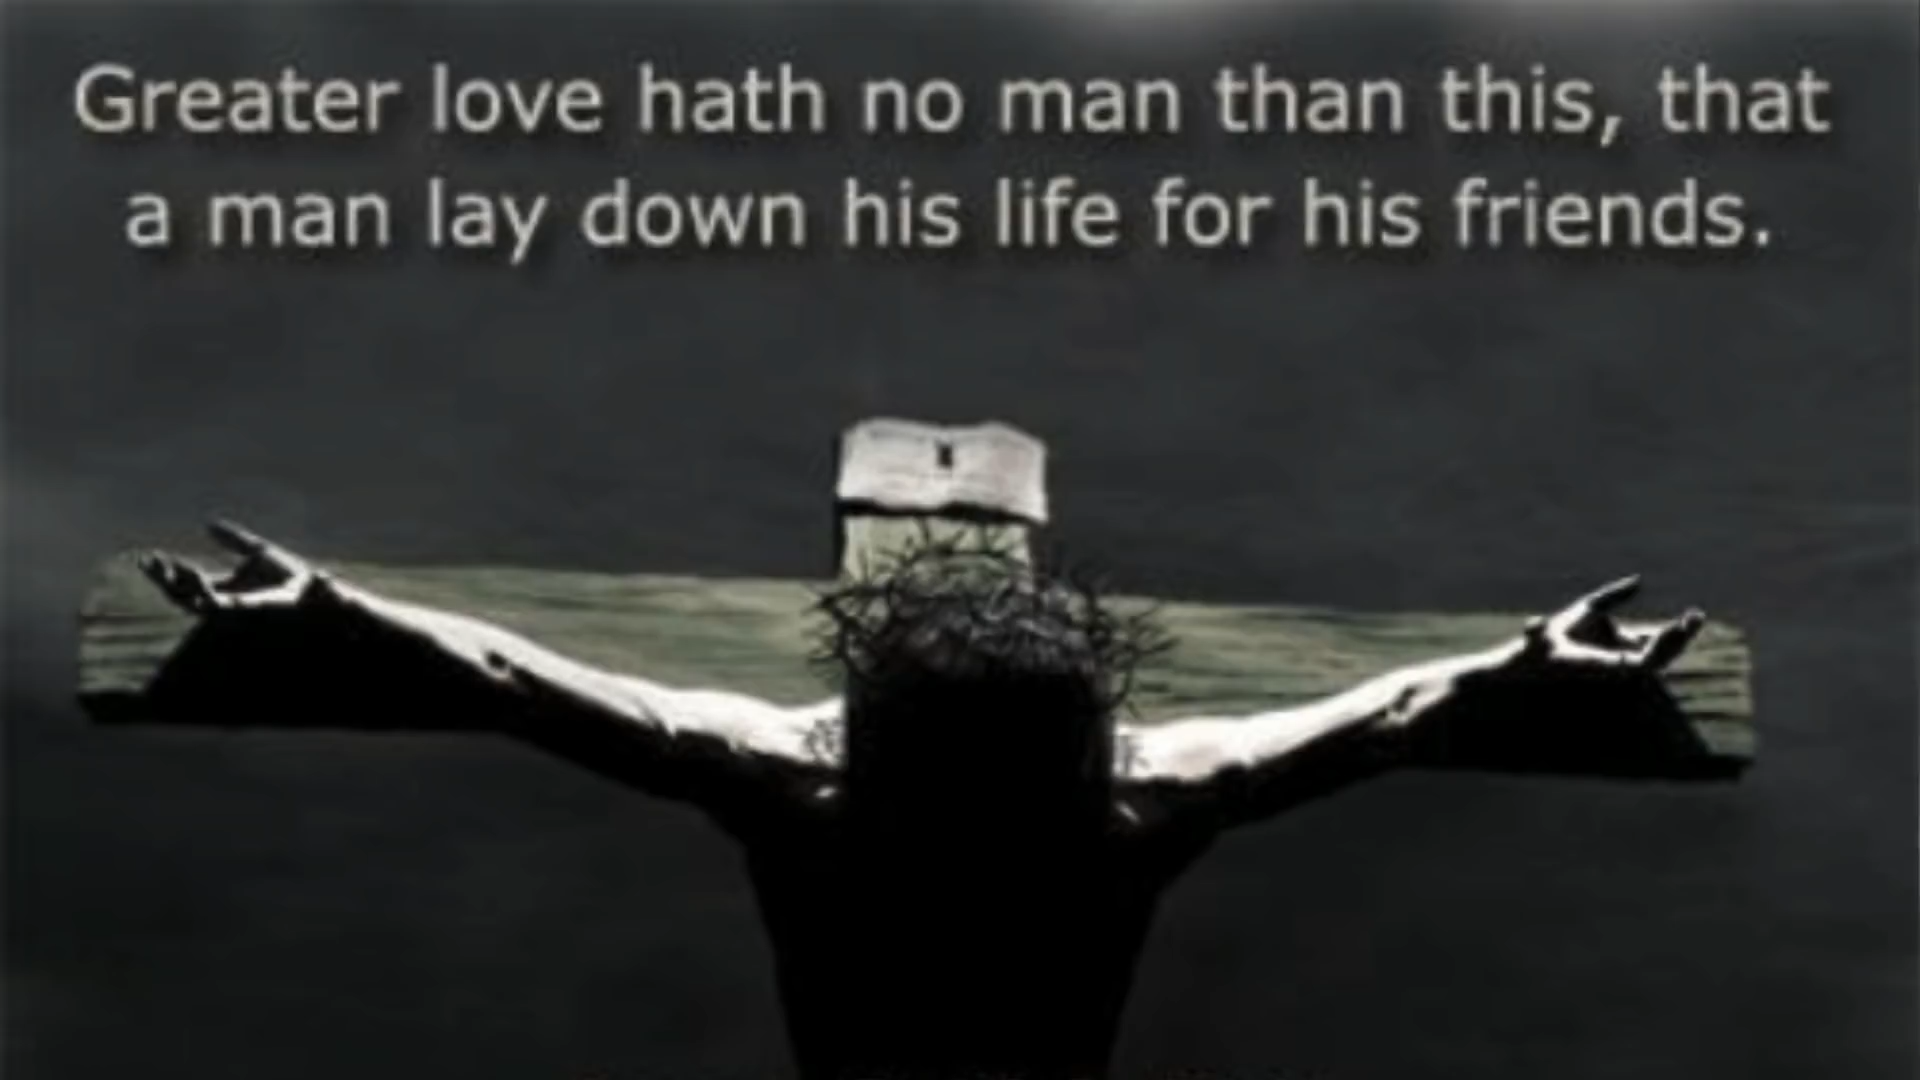 Greater love hath no man than this, that
a man lay down his life for his friends.